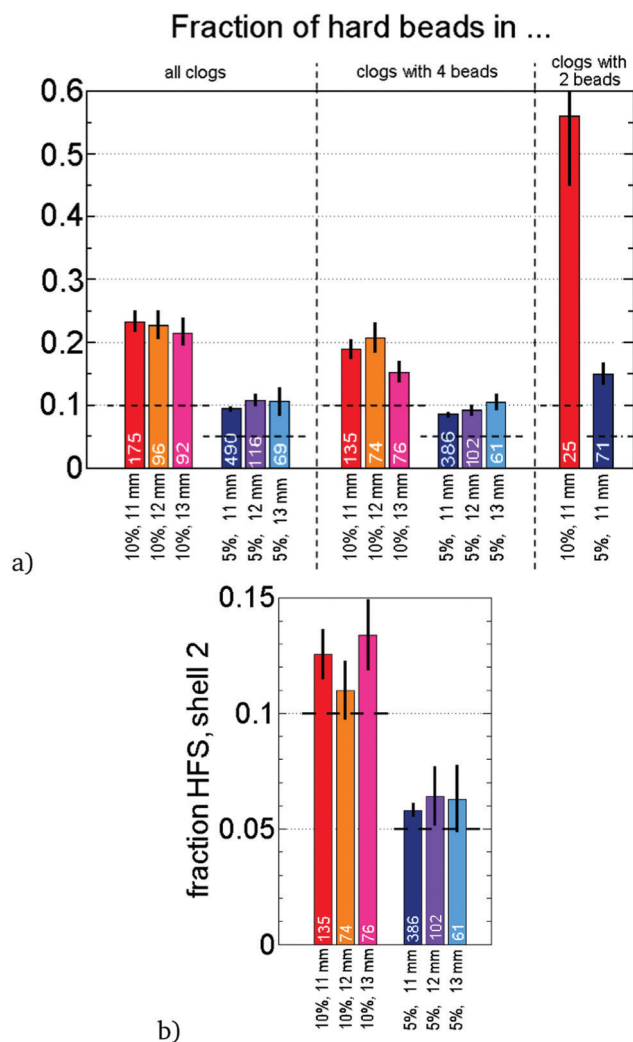 Fraction of hard beads in ...
all clogs
clogs with 4 beads
clogs with 2 beads
0.6
0.5
0.4
0.3
0.2
0.1
0
175
96
92
490
116
69
135
74
76
386
102
61
25
71
10%, 11 mm
10%, 12 mm
10%, 13 mm
5%, 11 mm
5%, 12 mm
5%, 13 mm
10%, 11 mm
10%, 12 mm
10%, 13 mm
5%, 11 mm
5%, 12 mm
5%, 13 mm
10%, 11 mm
5%, 11 mm
a)
fraction HFS, shell 2
0.15
0.1
0.05
0
135
74
76
386
102
61
10%, 11 mm
10%, 12 mm
10%, 13 mm
5%, 11 mm
5%, 12 mm
5%, 13 mm
b)